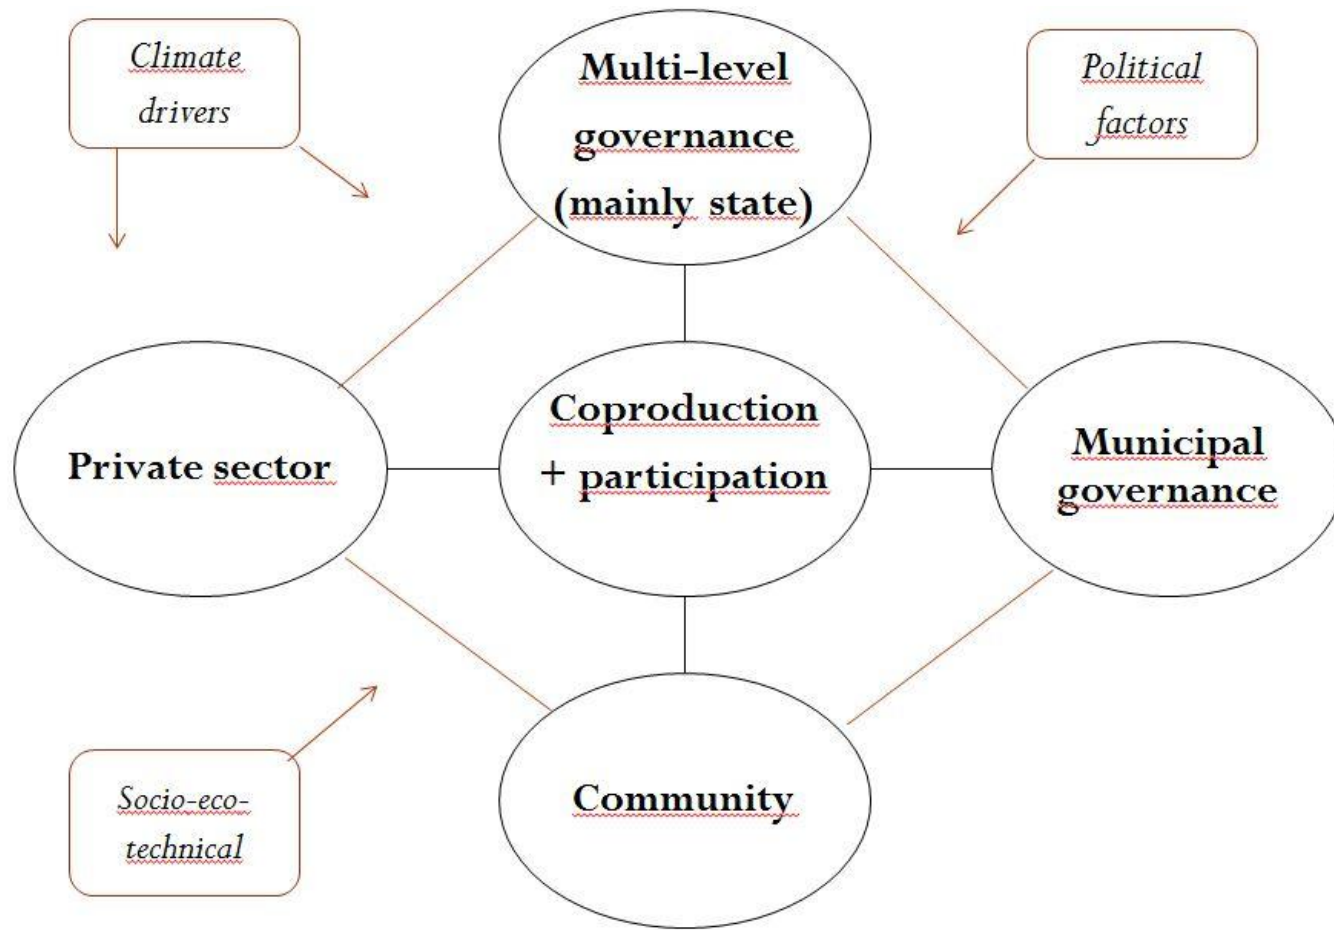 Climate
drivers
Multi-level
governance
(mainly state)
Political
factors
Private sector
Coproduction
+ participation
Municipal
governance
Socio-eco-
technical
Community